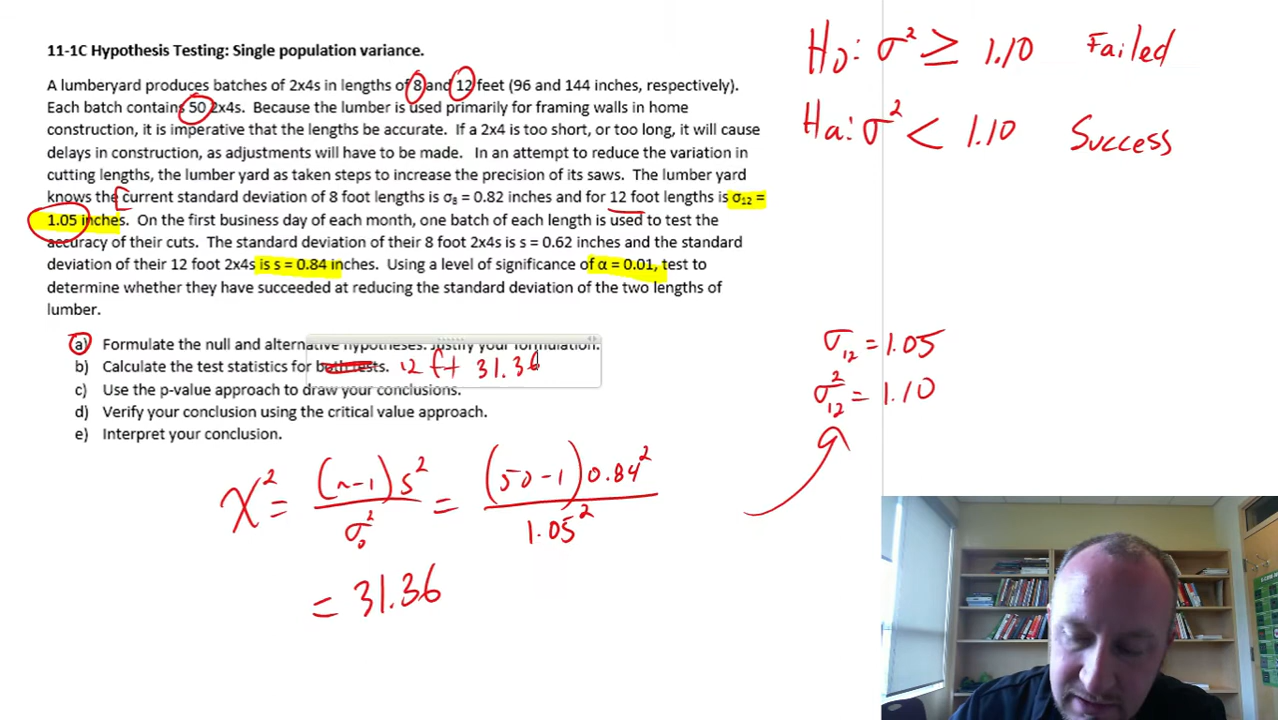 11-1C Hypothesis Testing: Single population variance.
A lumberyard produces batches of 2x4s in lengths of 8 and 12 feet (96 and 144 inches, respectively).
Each batch contains 50 2x4s. Because the lumber is used primarily for framing walls in home
construction, it is imperative that the lengths be accurate. If a 2x4 is too short, or too long, it will cause
delays in construction, as adjustments will have to be made. In an attempt to reduce the variation in
cutting lengths, the lumber yard as taken steps to increase the precision of its saws. The lumber yard
knows the current standard deviation of 8 foot lengths is σ₈ = 0.82 inches and for 12 foot lengths is σ₁₂ =
1.05 inches. On the first business day of each month, one batch of each length is used to test the
accuracy of their cuts. The standard deviation of their 8 foot 2x4s is s = 0.62 inches and the standard
deviation of their 12 foot 2x4s is s = 0.84 inches. Using a level of significance of α = 0.01, test to
determine whether they have succeeded at reducing the standard deviation of the two lengths of
lumber.
a) Formulate the null and alternative hypotheses. Justify your formulation.
b) Calculate the test statistics for both tests. 12 ft 31.36
c) Use the p-value approach to draw your conclusions.
d) Verify your conclusion using the critical value approach.
e) Interpret your conclusion.
χ² = (n-1)s² / σ₀² = (50-1)0.84² / 1.05²
= 31.36
Ho: σ² ≥ 1.10 Failed
Ha: σ² < 1.10 Success
σ₁₂ = 1.05
σ²₁₂ = 1.10